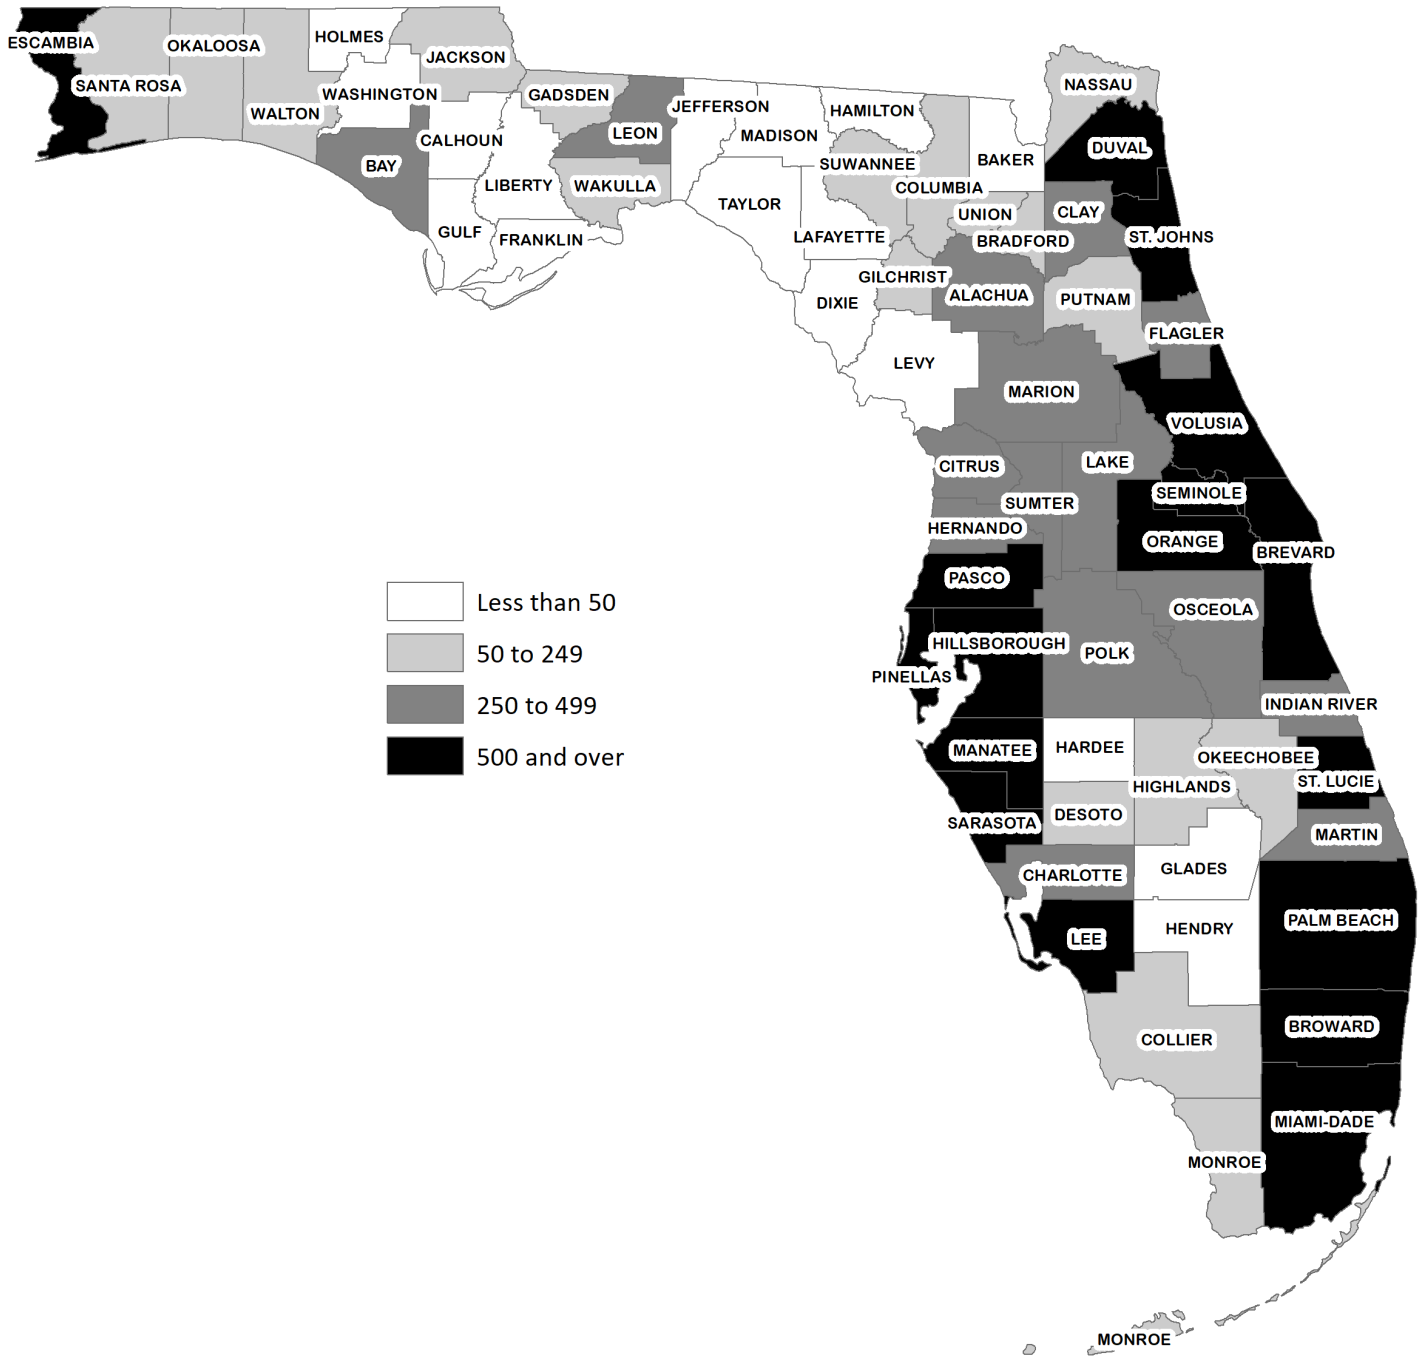 ESCAMBIA
SANTA ROSA
OKALOOSA
WALTON
HOLMES
WASHINGTON
JACKSON
BAY
CALHOUN
GULF
LIBERTY
FRANKLIN
GADSDEN
LEON
WAKULLA
JEFFERSON
MADISON
TAYLOR
HAMILTON
SUWANNEE
LAFAYETTE
DIXIE
COLUMBIA
BAKER
UNION
BRADFORD
GILCHRIST
ALACHUA
LEVY
NASSAU
DUVAL
CLAY
ST. JOHNS
PUTNAM
FLAGLER
MARION
VOLUSIA
CITRUS
LAKE
SUMTER
SEMINOLE
HERNANDO
ORANGE
BREVARD
PASCO
OSCEOLA
HILLSBOROUGH
POLK
PINELLAS
INDIAN RIVER
MANATEE
HARDEE
OKEECHOBEE
HIGHLANDS
ST. LUCIE
SARASOTA
DESOTO
MARTIN
CHARLOTTE
GLADES
LEE
HENDRY
PALM BEACH
COLLIER
BROWARD
MIAMI-DADE
MONROE
MONROE
Less than 50
50 to 249
250 to 499
500 and over